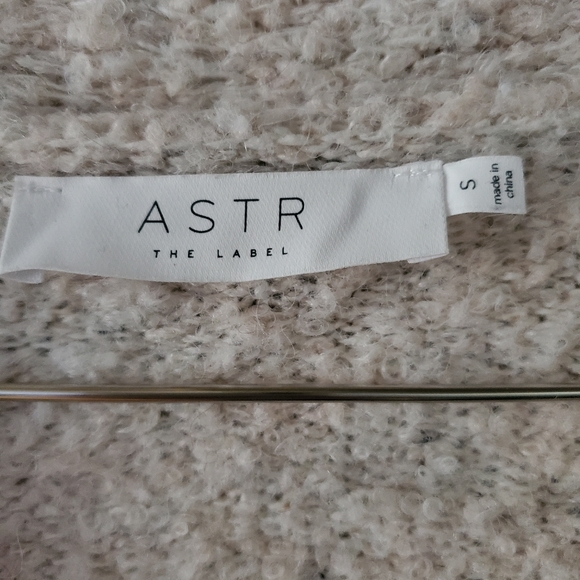 ASTR
THE LABEL
S
made in
china